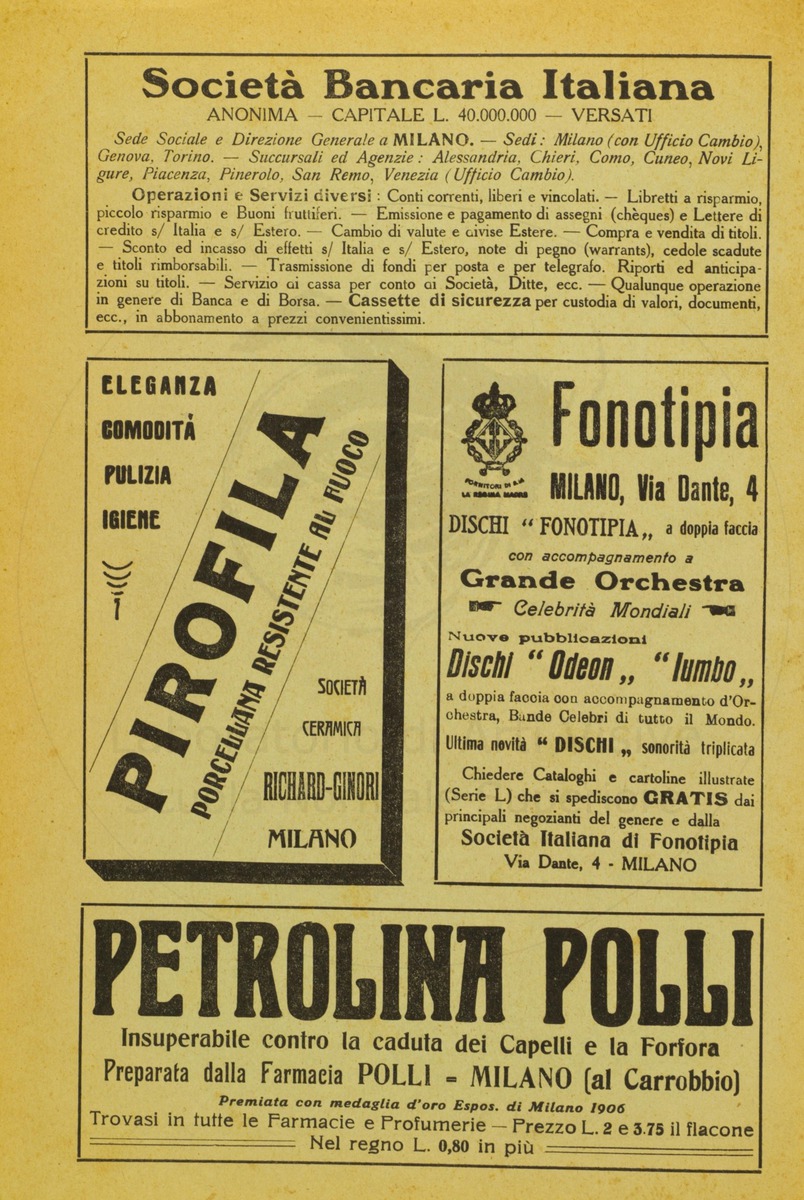 Società Bancaria Italiana
ANONIMA — CAPITALE L. 40.000.000 — VERSATI
Sede Sociale e Direzione Generale a MILANO. — Sedi: Milano (con Ufficio Cambio),
Genova, Torino. — Succursali ed Agenzie: Alessandria, Chieri, Como, Cuneo, Novi Li-
gure, Piacenza, Pinerolo, San Remo, Venezia (Ufficio Cambio).
Operazioni e Servizi diversi: Conti correnti, liberi e vincolati. — Libretti a risparmio,
piccolo risparmio e Buoni fruttiferi. — Emissione e pagamento di assegni (chèques) e Lettere di
credito s/ Italia e s/ Estero. — Cambio di valute e divise Estere. — Compra e vendita di titoli.
— Sconto ed incasso di effetti s/ Italia e s/ Estero, note di pegno (warrants), cedole scadute
e titoli rimborsabili. — Trasmissione di fondi per posta e per telegrafo. Riporti ed anticipa-
zioni su titoli. — Servizio di cassa per conto di Società, Ditte, ecc. — Qualunque operazione
in genere di Banca e di Borsa. — Cassette di sicurezza per custodia di valori, documenti,
ecc., in abbonamento a prezzi convenientissimi.
ELEGANZA
COMODITÀ
PULIZIA
IGIENE
PIROFILA
PORCELLANA RESISTENTE AL FUOCO
SOCIETÀ
CERAMICA
RICHARD-GINORI
MILANO
Fonotipia
FORNITORI DI S.M.
LA REGINA MADRE
MILANO, Via Dante, 4
DISCHI “ FONOTIPIA „ a doppia faccia
con accompagnamento a
Grande Orchestra
Celebrità Mondiali
Nuove pubblicazioni
Dischi “ Odeon „ “ Iumbo „
a doppia faccia con accompagnamento d'Or-
chestra, Bande Celebri di tutto il Mondo.
Ultima novità “ DISCHI „ sonorità triplicata
Chiedere Cataloghi e cartoline illustrate
(Serie L) che si spediscono GRATIS dai
principali negozianti del genere e dalla
Società Italiana di Fonotipia
Via Dante, 4 - MILANO
PETROLINA POLLI
Insuperabile contro la caduta dei Capelli e la Forfora
Preparata dalla Farmacia POLLI = MILANO (al Carrobbio)
Premiata con medaglia d'oro Espos. di Milano 1906
Trovasi in tutte le Farmacie e Profumerie — Prezzo L. 2 e 3.75 il flacone
Nel regno L. 0,80 in più